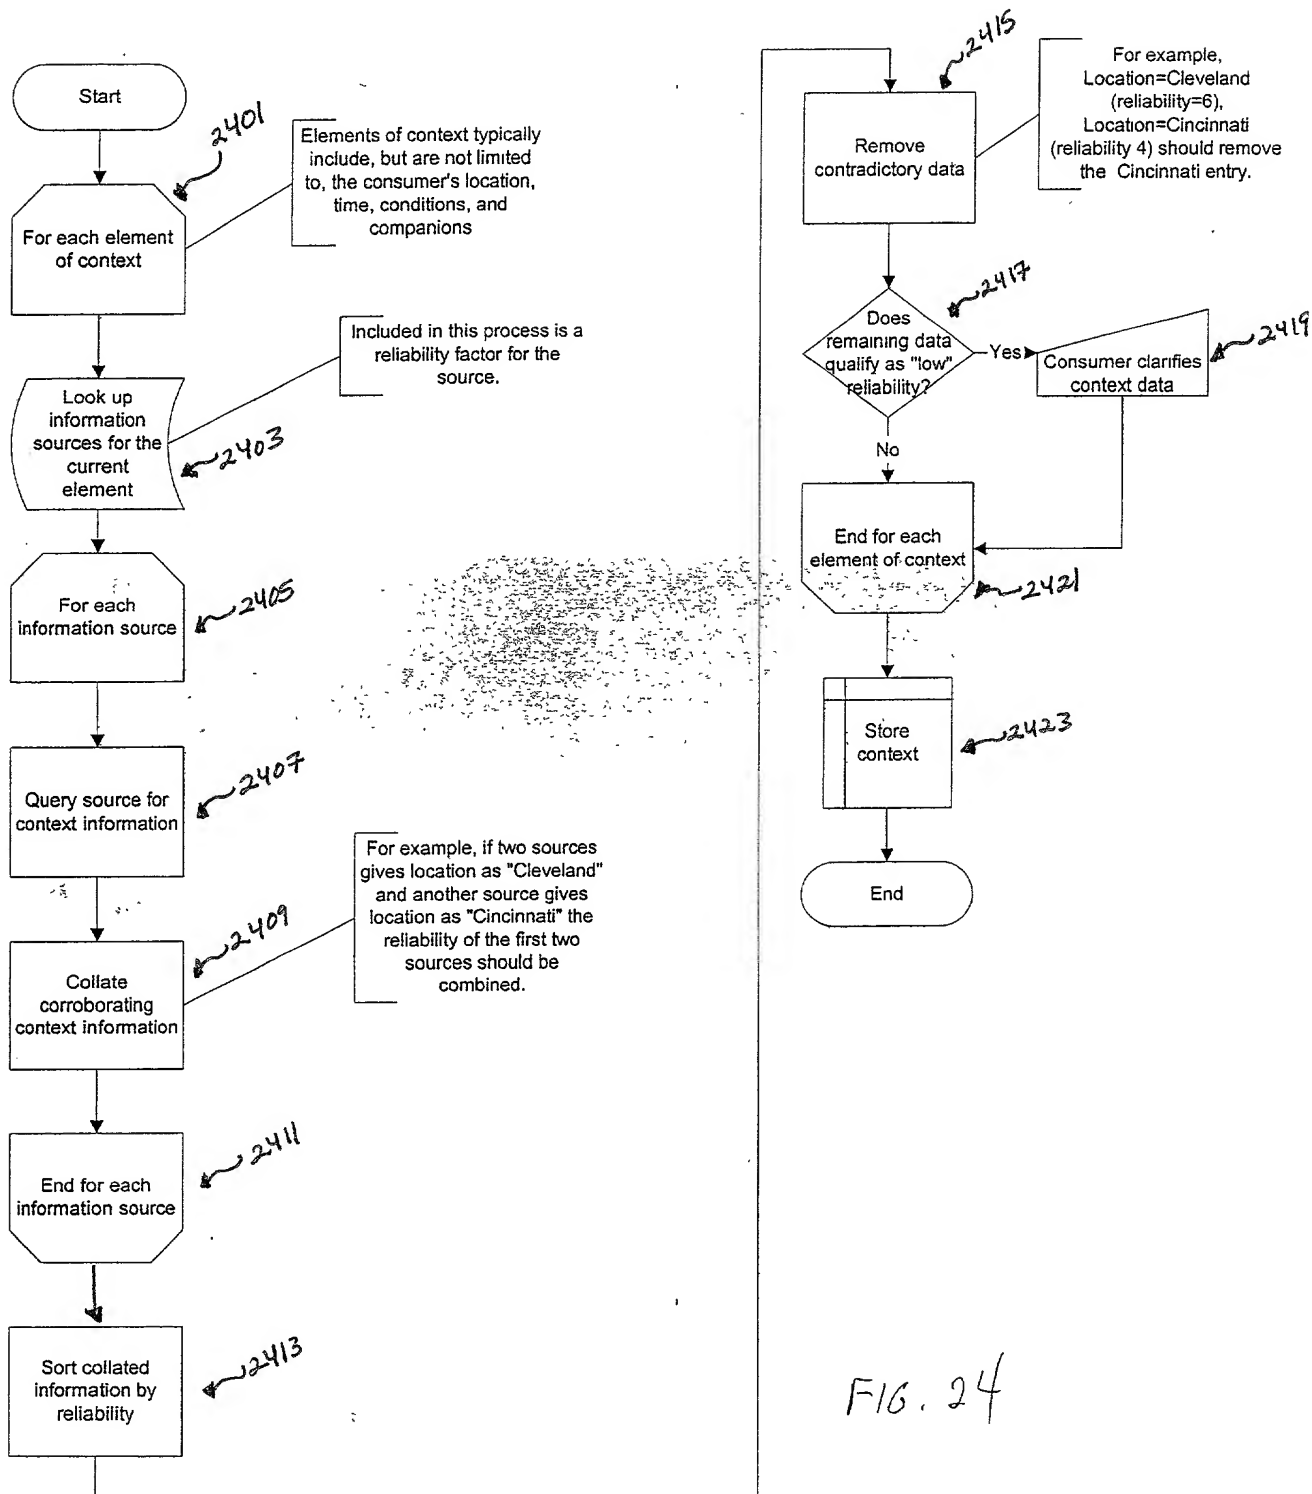 Start
2401
Elements of context typically
include, but are not limited
to, the consumer's location,
time, conditions, and
companions
For each element
of context
Included in this process is a
reliability factor for the
source.
Look up
information
sources for the
current
element
2403
For each
information source
2405
Query source for
context information
2407
For example, if two sources
gives location as "Cleveland"
and another source gives
location as "Cincinnati" the
reliability of the first two
sources should be
combined.
2409
Collate
corroborating
context information
2411
End for each
information source
Sort collated
information by
reliability
2413
2415
For example,
Location=Cleveland
(reliability=6),
Location=Cincinnati
(reliability 4) should remove
the Cincinnati entry.
Remove
contradictory data
2417
Does
remaining data
qualify as "low"
reliability?
Yes
2419
Consumer clarifies
context data
No
End for each
element of context
2421
Store
context
2423
End
FIG. 24